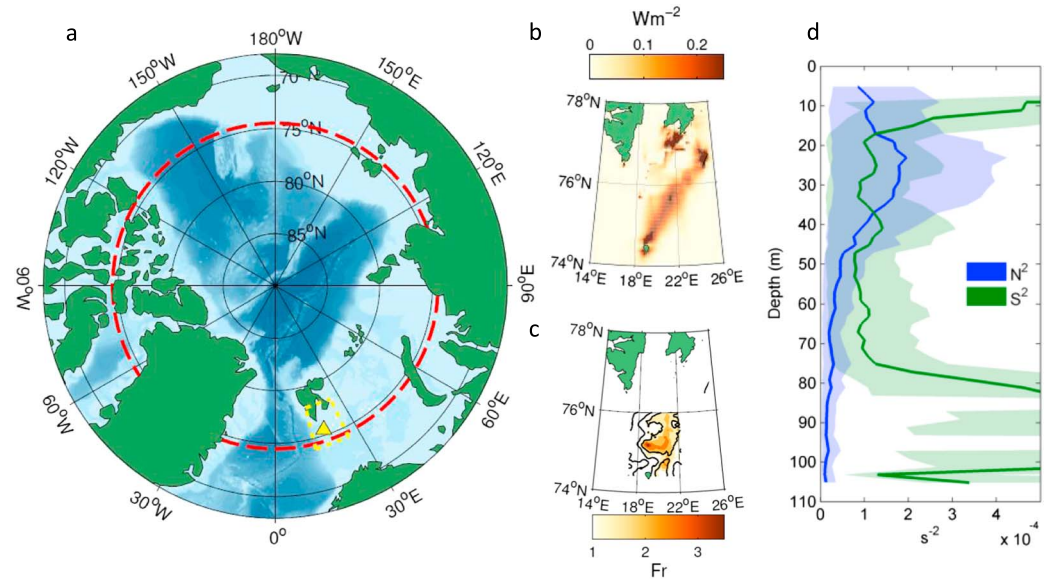 a
180°W
150°W
150°E
70°N
120°W
75°N
120°E
80°N
85°N
90°W
90°E
60°W
60°E
30°W
30°E
0°
b
Wm⁻²
0 0.1 0.2
78°N
76°N
74°N
14°E 18°E 22°E 26°E
c
78°N
76°N
74°N
14°E 18°E 22°E 26°E
1 2 3
Fr
d
0
10
20
30
40
50
60
70
80
90
100
110
Depth (m)
N²
S²
0 1 2 3 4 5
s⁻² x 10⁻⁴